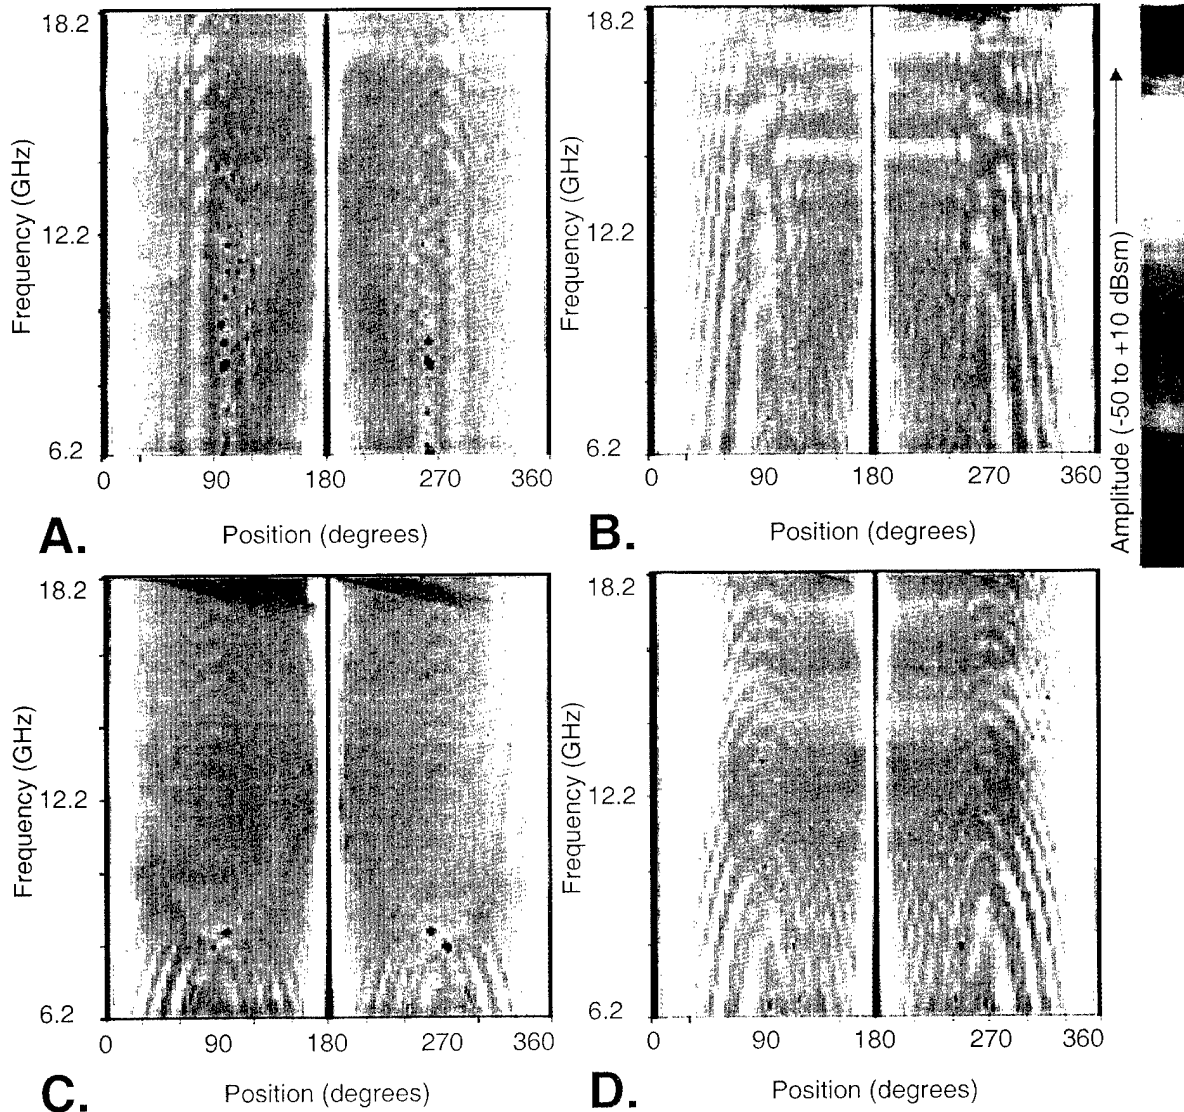 18.2
12.2
6.2
Frequency (GHz)
0 90 180 270 360
Position (degrees)
A.
18.2
12.2
6.2
Frequency (GHz)
0 90 180 270 360
Position (degrees)
B.
Amplitude (-50 to +10 dBsm)
18.2
12.2
6.2
Frequency (GHz)
0 90 180 270 360
Position (degrees)
C.
18.2
12.2
6.2
Frequency (GHz)
0 90 180 270 360
Position (degrees)
D.